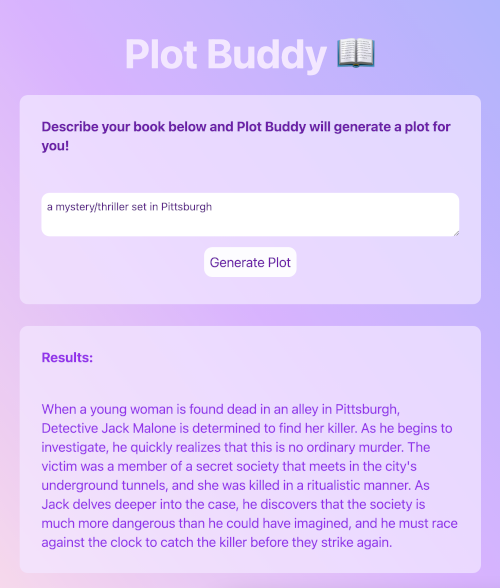 Plot Buddy 📖
Describe your book below and Plot Buddy will generate a plot for
you!
a mystery/thriller set in Pittsburgh
Generate Plot
Results:
When a young woman is found dead in an alley in Pittsburgh,
Detective Jack Malone is determined to find her killer. As he begins to
investigate, he quickly realizes that this is no ordinary murder. The
victim was a member of a secret society that meets in the city's
underground tunnels, and she was killed in a ritualistic manner. As
Jack delves deeper into the case, he discovers that the society is
much more dangerous than he could have imagined, and he must race
against the clock to catch the killer before they strike again.